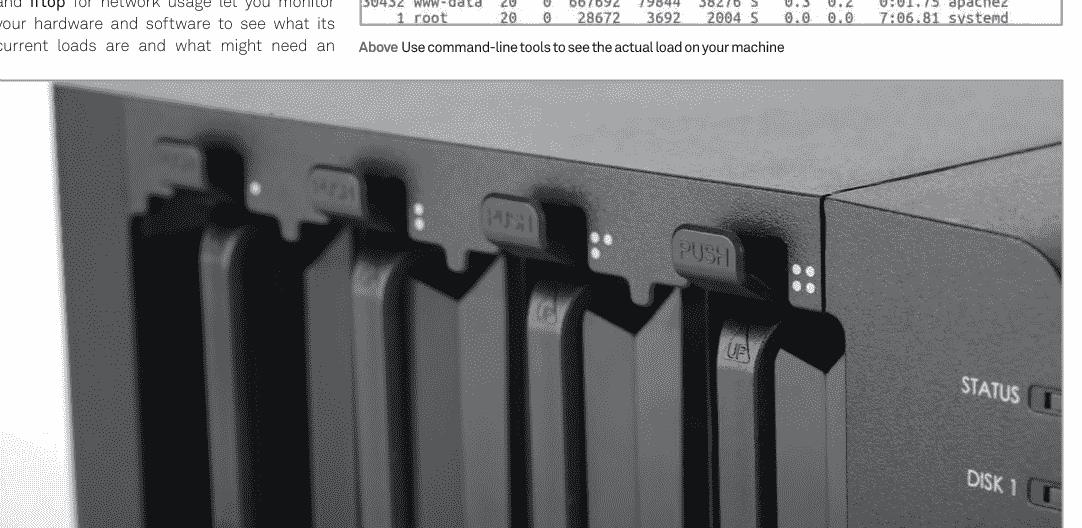 and iftop for network usage let you monitor
your hardware and software to see what its
current loads are and what might need an
30432 www-data 20 0 667692 79844 38276 S 0.3 0.2 0:01.75 apache2
1 root 20 0 28672 3692 2004 S 0.0 0.0 7:06.81 systemd
Above Use command-line tools to see the actual load on your machine
PUSH
PUSH
PUSH
PUSH
UP
UP
STATUS
DISK 1